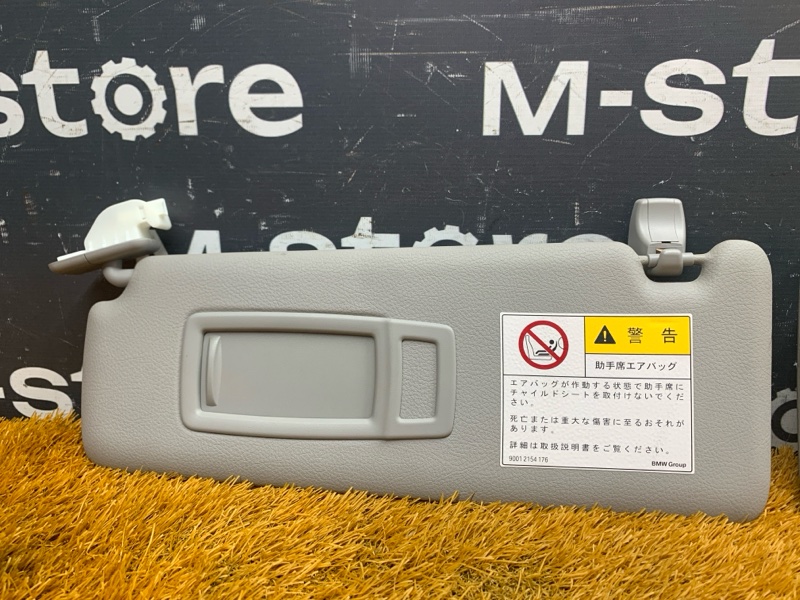 store
M-st
M-store
-s
警告
助手席エアバッグ
エアバッグが作動する状態で助手席に
チャイルドシートを取付けないでくだ
さい。
死亡または重大な傷害に至るおそれが
あります。
詳細は取扱説明書をご覧ください。
9001 2154 176
BMW Group